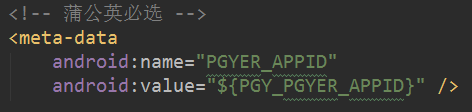 <!-- 蒲公英必选 -->
<meta-data
android:name="PGYER_APPID"
android:value="${PGY_PGYER_APPID}" />